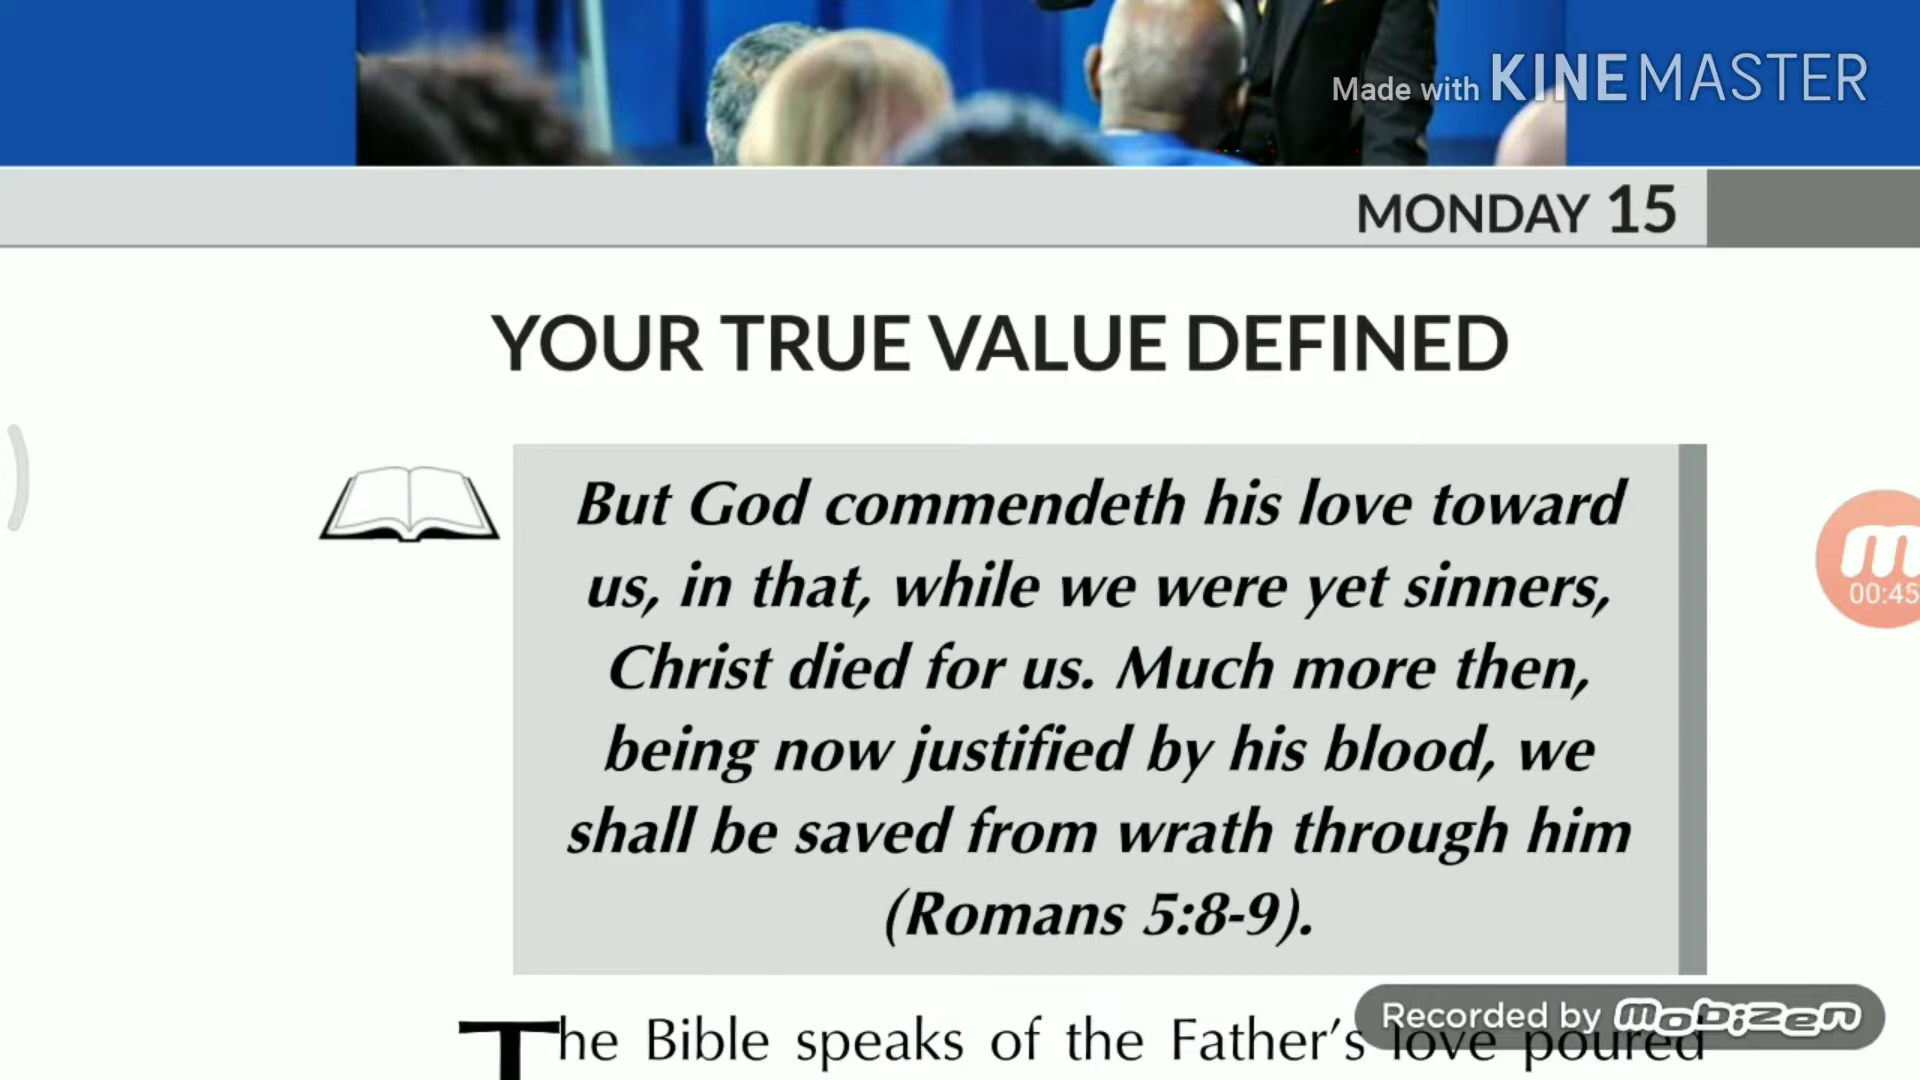 Made with KINEMASTER
MONDAY 15
YOUR TRUE VALUE DEFINED
But God commendeth his love toward
us, in that, while we were yet sinners,
Christ died for us. Much more then,
being now justified by his blood, we
shall be saved from wrath through him
(Romans 5:8-9).
m
00:45
The Bible speaks of the Father's love poured
Recorded by mobizen